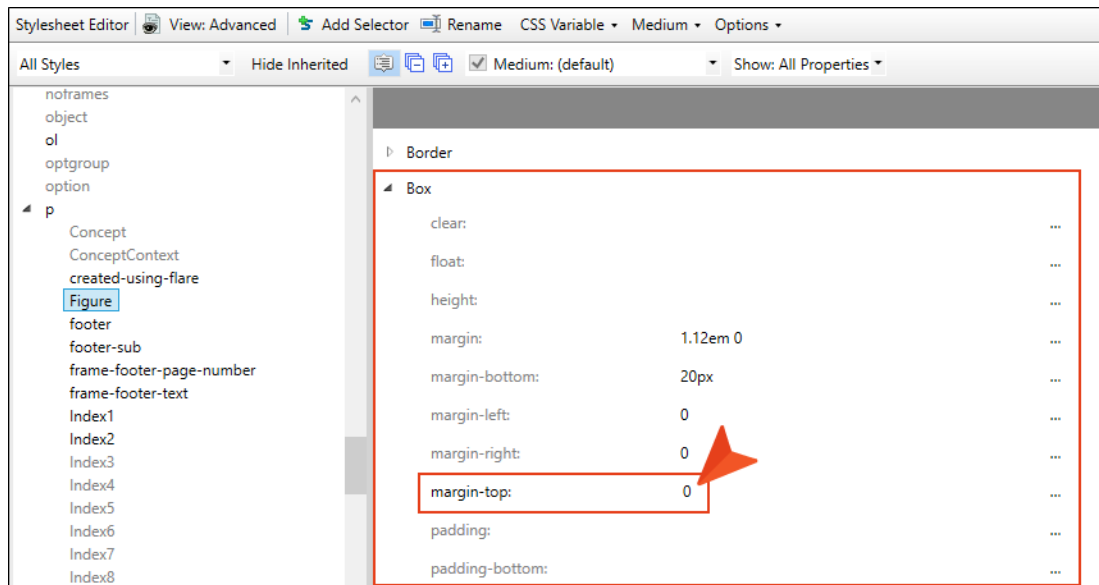 Stylesheet Editor View: Advanced Add Selector Rename CSS Variable Medium Options
All Styles Hide Inherited Medium: (default) Show: All Properties
noframes
object
ol
optgroup
option
p
Concept
ConceptContext
created-using-flare
Figure
footer
footer-sub
frame-footer-page-number
frame-footer-text
Index1
Index2
Index3
Index4
Index5
Index6
Index7
Index8
Border
Box
clear: ...
float: ...
height: ...
margin: 1.12em 0 ...
margin-bottom: 20px ...
margin-left: 0 ...
margin-right: 0 ...
margin-top: 0 ...
padding: ...
padding-bottom: ...